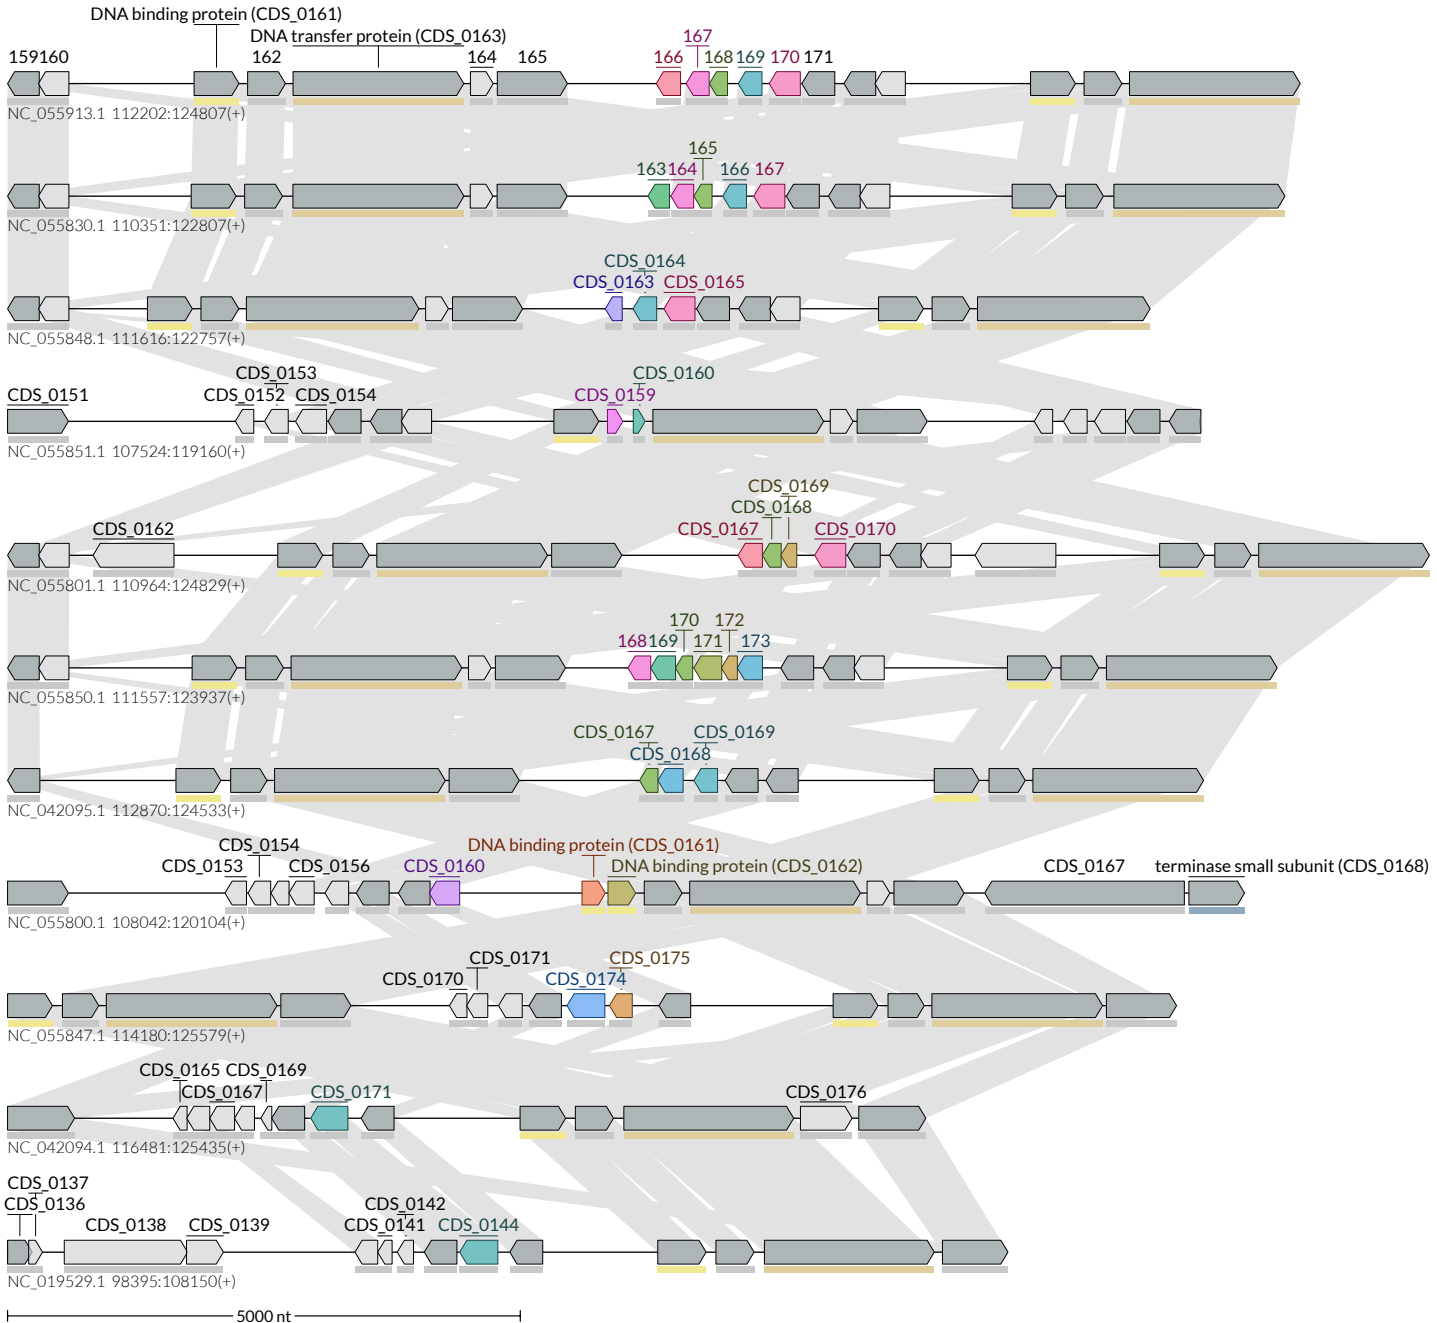 DNA binding protein (CDS_0161)
DNA transfer protein (CDS_0163) 167
159 160 162 164 165 166 168 169 170 171
NC_055913.1 112202:124807(+)
165
163 164 166 167
NC_055830.1 110351:122807(+)
CDS_0164
CDS_0163 CDS_0165
NC_055848.1 111616:122757(+)
CDS_0153 CDS_0160
CDS_0151 CDS_0152 CDS_0154 CDS_0159
NC_055851.1 107524:119160(+)
CDS_0169
CDS_0168
CDS_0162 CDS_0167 CDS_0170
NC_055801.1 110964:124829(+)
170 172
168 169 171 173
NC_055850.1 111557:123937(+)
CDS_0167 CDS_0169
CDS_0168
NC_042095.1 112870:124533(+)
CDS_0154 DNA binding protein (CDS_0161)
CDS_0153 CDS_0156 CDS_0160 DNA binding protein (CDS_0162) CDS_0167 terminase small subunit (CDS_0168)
NC_055800.1 108042:120104(+)
CDS_0171 CDS_0175
CDS_0170 CDS_0174
NC_055847.1 114180:125579(+)
CDS_0165 CDS_0169
CDS_0167 CDS_0171 CDS_0176
NC_042094.1 116481:125435(+)
CDS_0137
CDS_0136 CDS_0142
CDS_0138 CDS_0139 CDS_0141 CDS_0144
NC_019529.1 98395:108150(+)
5000 nt